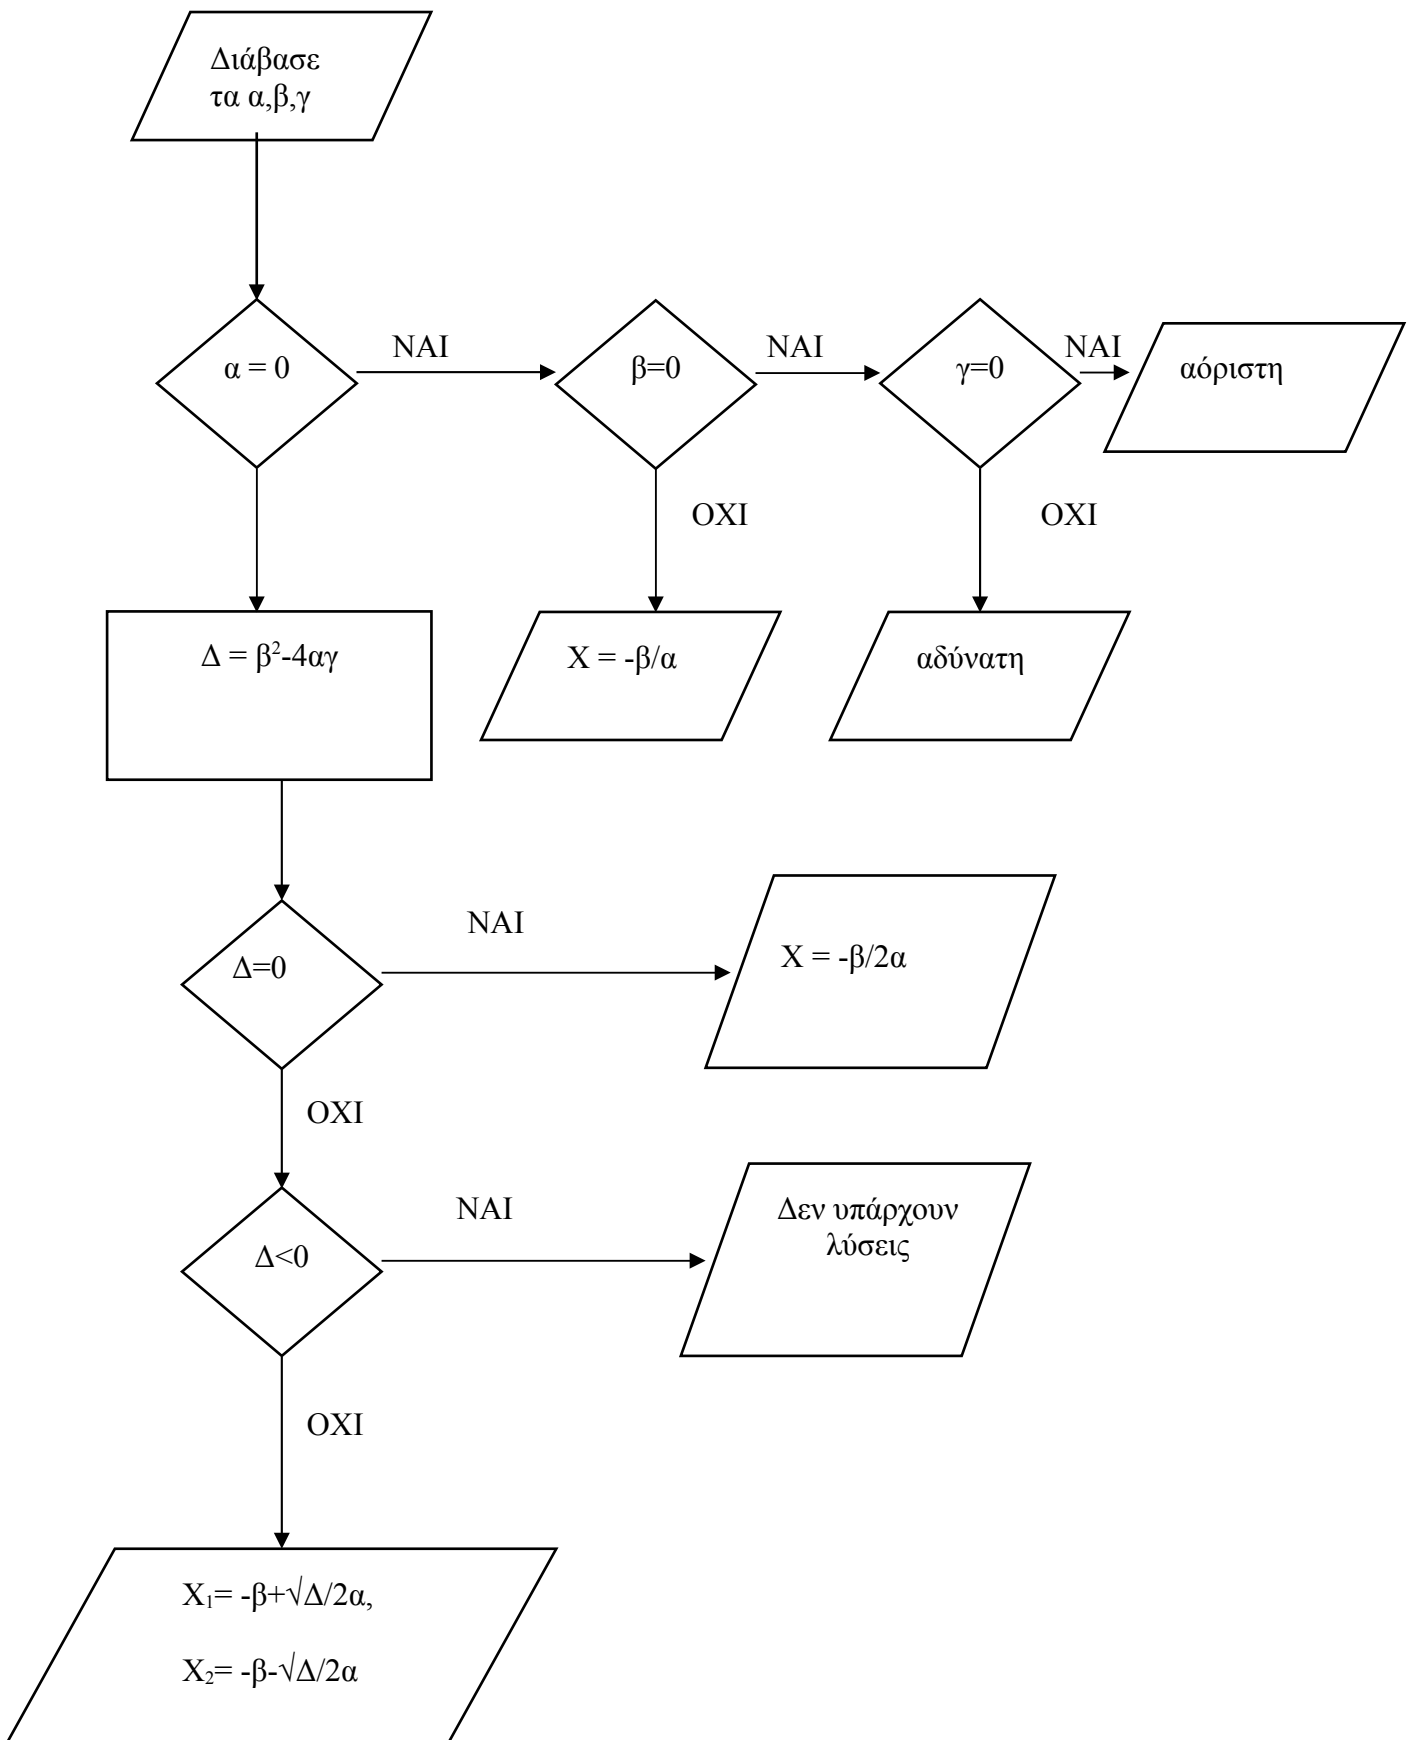 Διάβασε
τα α,β,γ
α = 0
ΝΑΙ
β=0
ΝΑΙ
γ=0
ΝΑΙ
αόριστη
ΟΧΙ
ΟΧΙ
Δ = β²-4αγ
Χ = -β/α
αδύνατη
Δ=0
ΝΑΙ
Χ = -β/2α
ΟΧΙ
Δ<0
ΝΑΙ
Δεν υπάρχουν
λύσεις
ΟΧΙ
Χ₁= -β+√Δ/2α,
Χ₂= -β-√Δ/2α